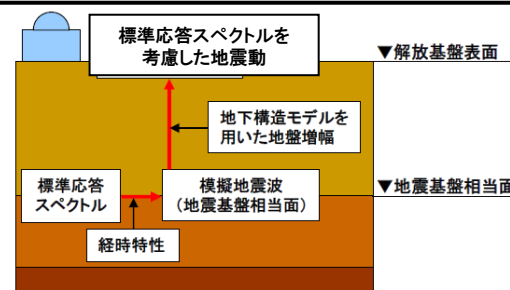 標準応答スペクトルを
考慮した地震動
▼解放基盤表面
地下構造モデルを
用いた地盤増幅
標準応答
スペクトル
模擬地震波
（地震基盤相当面）
▼地震基盤相当面
経時特性